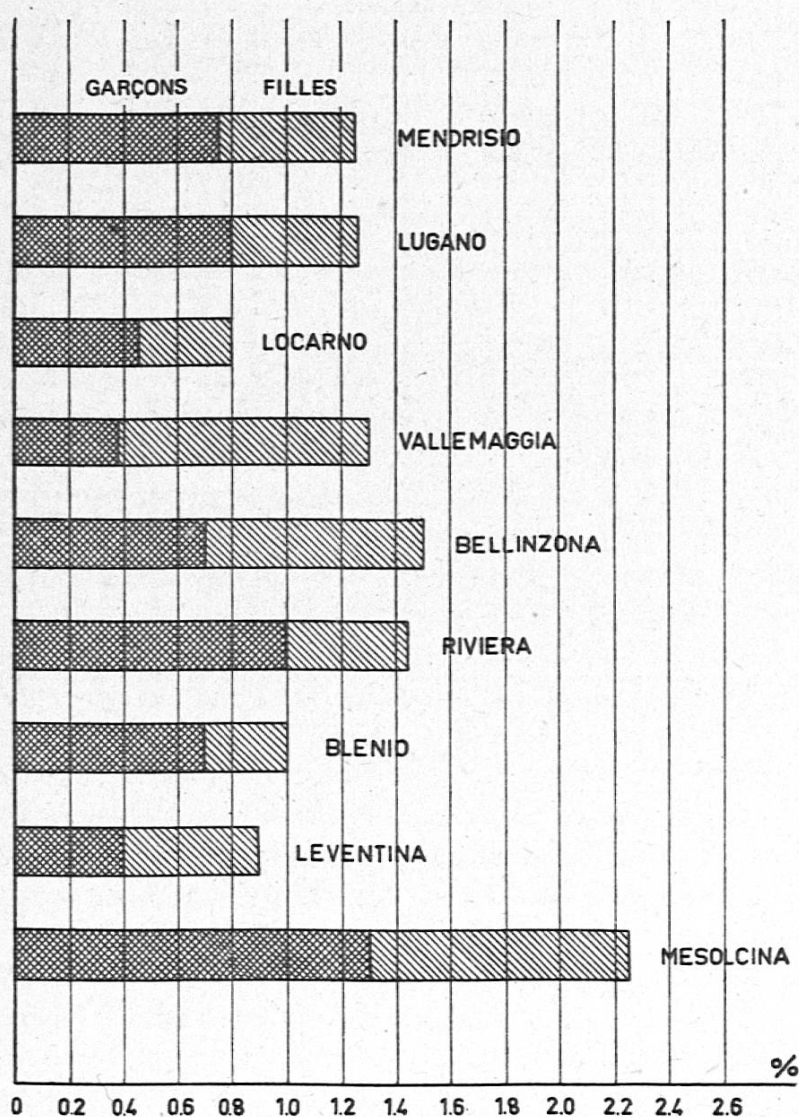 GARÇONS FILLES
MENDRISIO
LUGANO
LOCARNO
VALLEMAGGIA
BELLINZONA
RIVIERA
BLENIO
LEVENTINA
MESOLCINA
%
0 0.2 0.4 0.6 0.8 1.0 1.2 1.4 1.6 1.8 2.0 2.2 2.4 2.6